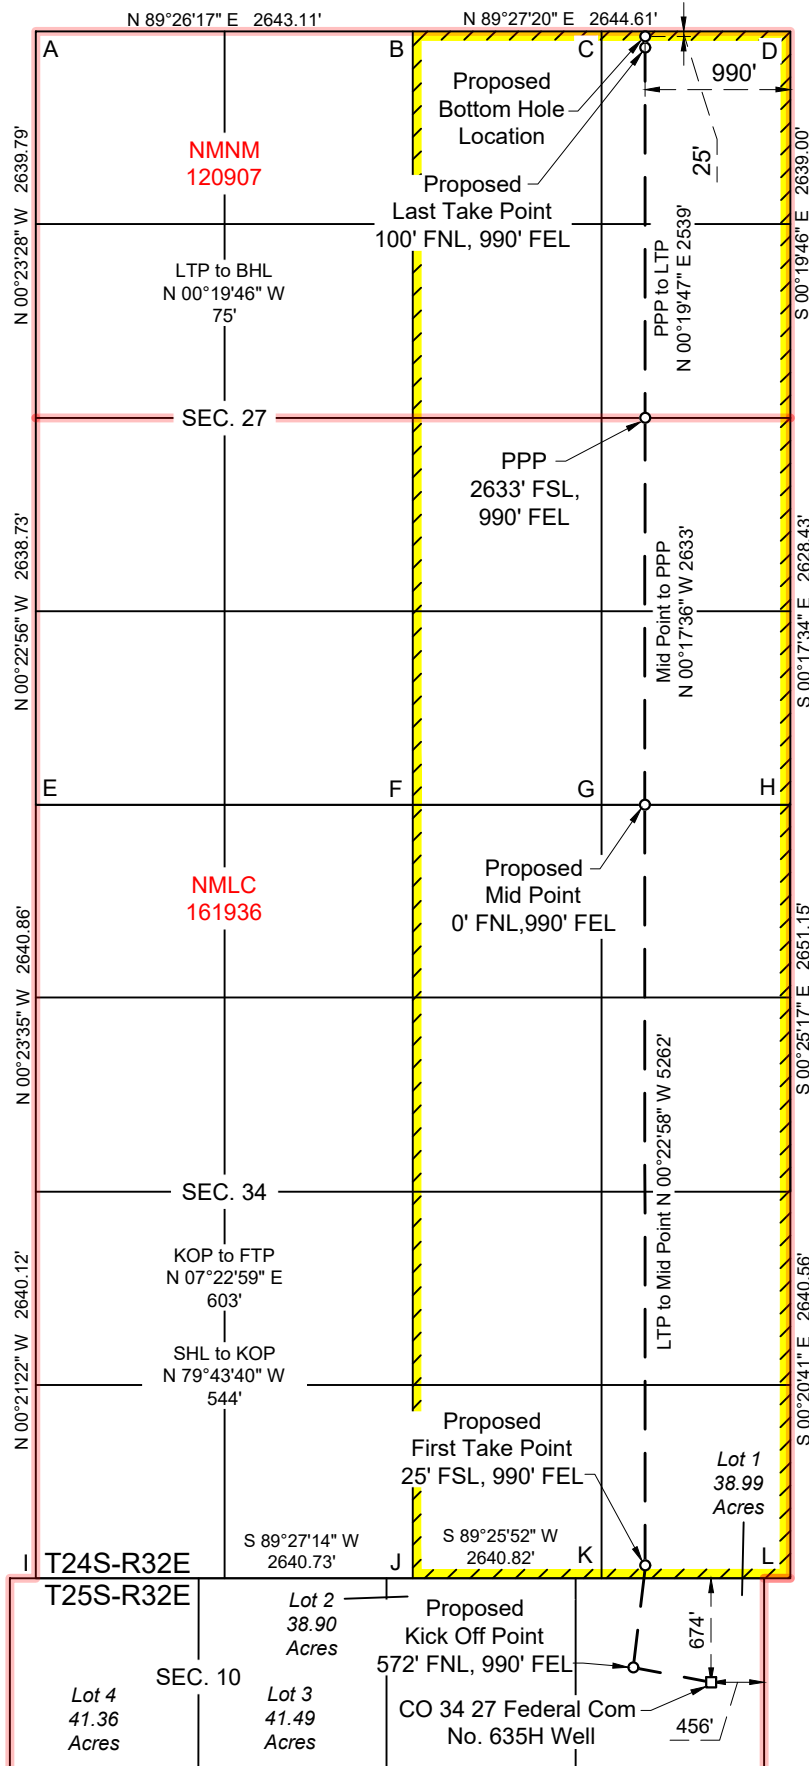 N 89°26'17" E   2643.11'
N 89°27'20" E   2644.61'
A
B
C
D
990'
25'
Proposed
Bottom Hole
Location
NMNM
120907
Proposed
Last Take Point
100' FNL, 990' FEL
N 00°23'28" W   2639.79'
S 00°19'46" E   2639.00'
LTP to BHL
N 00°19'46" W
75'
PPP to LTP
N 00°19'47" E 2539'
SEC. 27
PPP
2633' FSL,
990' FEL
N 00°22'56" W   2638.73'
S 00°17'34" E   2628.43'
Mid Point to PPP
N 00°17'36" W 2633'
E
F
G
H
Proposed
Mid Point
0' FNL,990' FEL
NMLC
161936
N 00°23'35" W   2640.86'
S 00°25'17" E   2651.15'
LTP to Mid Point N 00°22'58" W 5262'
SEC. 34
KOP to FTP
N 07°22'59" E
603'
SHL to KOP
N 79°43'40" W
544'
N 00°21'22" W   2640.12'
S 00°20'41" E   2640.56'
Proposed
First Take Point
25' FSL, 990' FEL
Lot 1
38.99
Acres
S 89°27'14" W
2640.73'
S 89°25'52" W
2640.82'
I
J
K
L
T24S-R32E
T25S-R32E
Lot 2
38.90
Acres
Proposed
Kick Off Point
572' FNL, 990' FEL
674'
SEC. 10
Lot 4
41.36
Acres
Lot 3
41.49
Acres
CO 34 27 Federal Com
No. 635H Well
456'